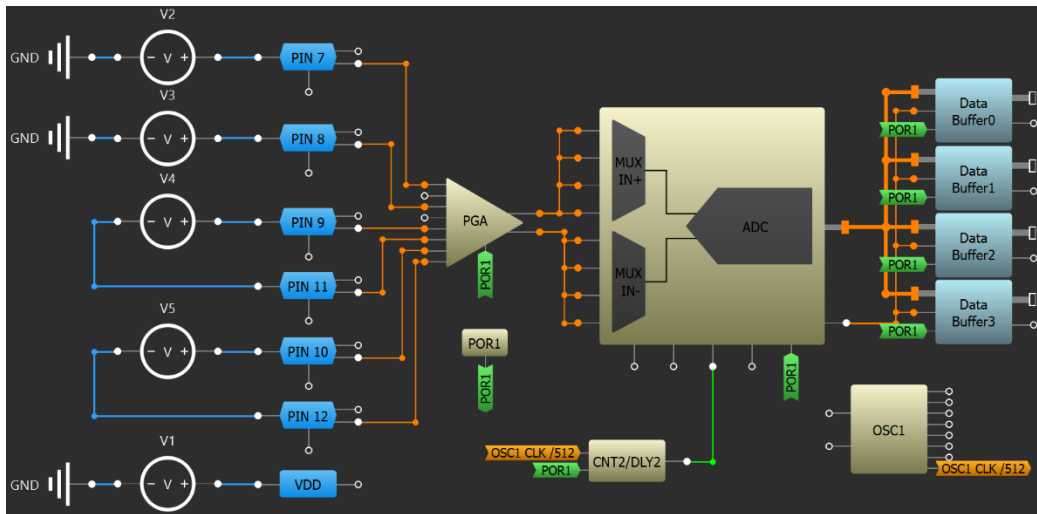 V2
GND
- V +
PIN 7
V3
GND
- V +
PIN 8
V4
- V +
PIN 9
PIN 11
V5
- V +
PIN 10
PIN 12
V1
GND
- V +
VDD
PGA
POR1
POR1
POR1
MUX
IN+
MUX
IN-
ADC
POR1
OSC1 CLK /512
POR1
CNT2/DLY2
Data
Buffer0
POR1
Data
Buffer1
POR1
Data
Buffer2
POR1
Data
Buffer3
POR1
OSC1
OSC1 CLK /512